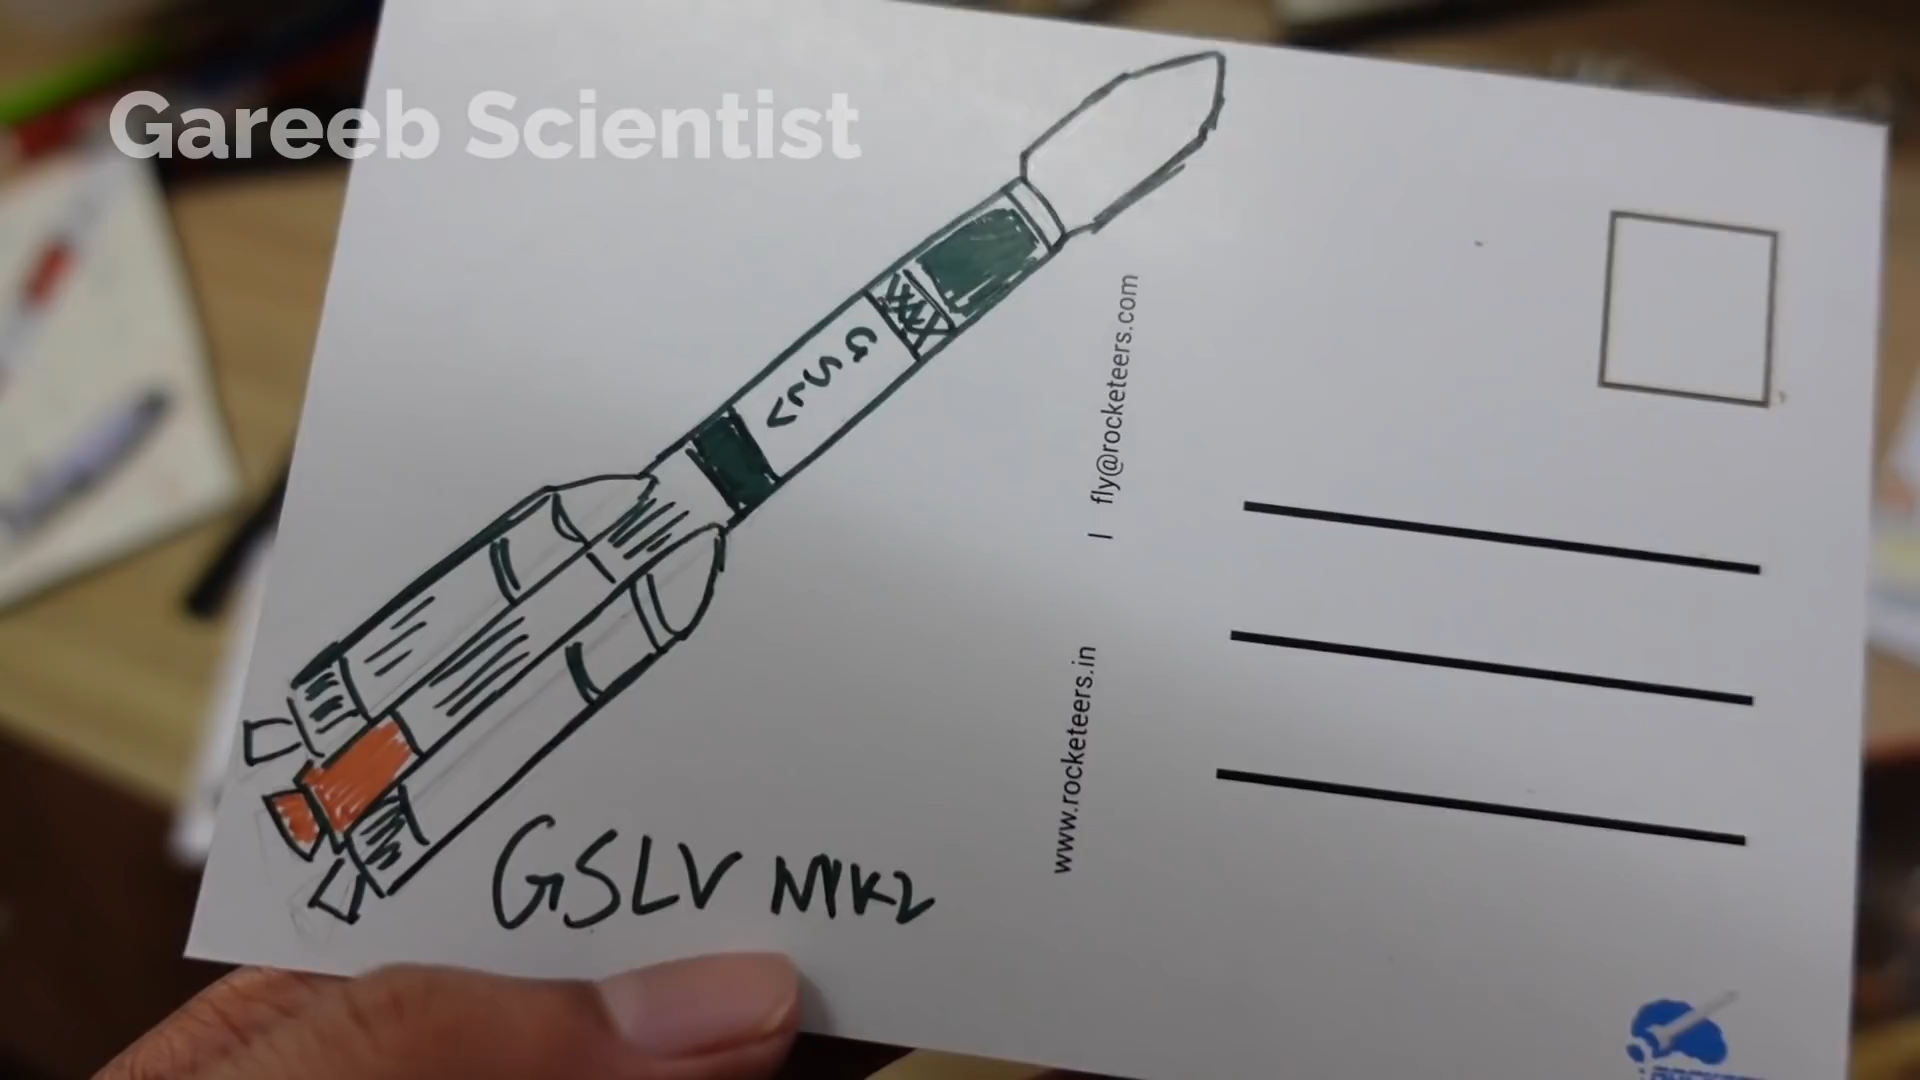 Gareeb Scientist
GSLV
fly@rocketeers.com
|
www.rocketeers.in
GSLV MK2